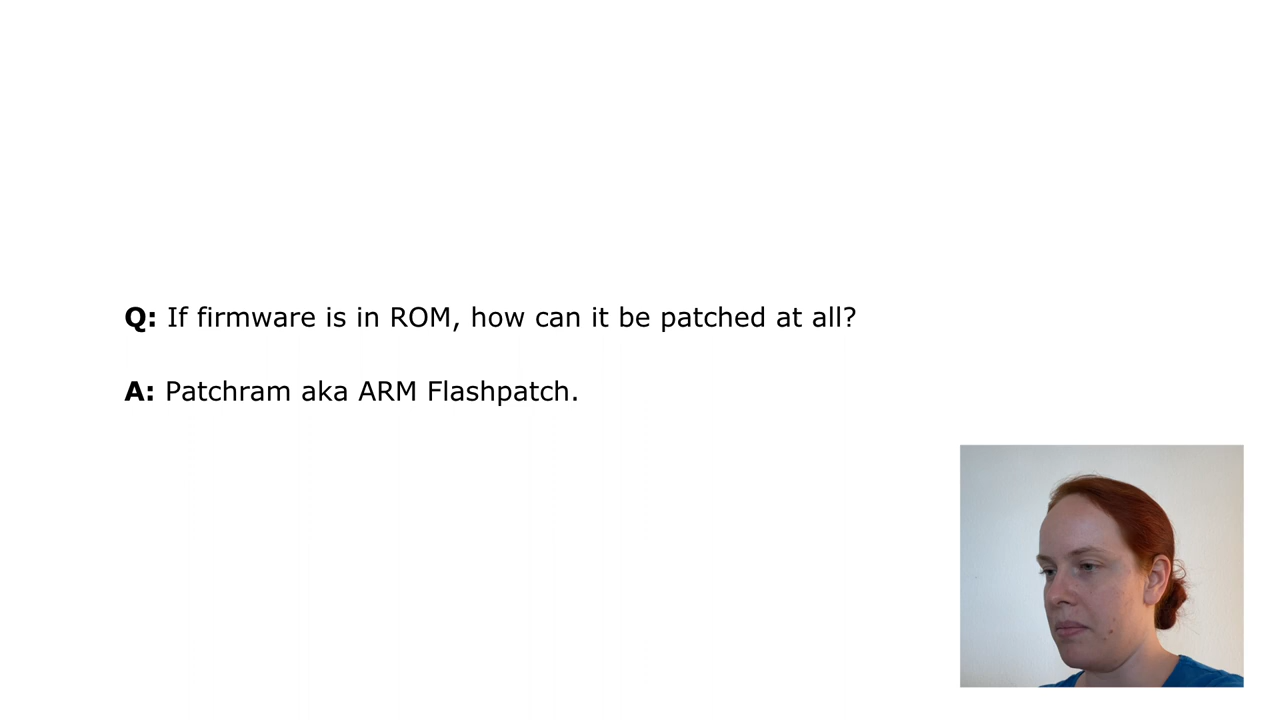 Q: If firmware is in ROM, how can it be patched at all?
A: Patchram aka ARM Flashpatch.